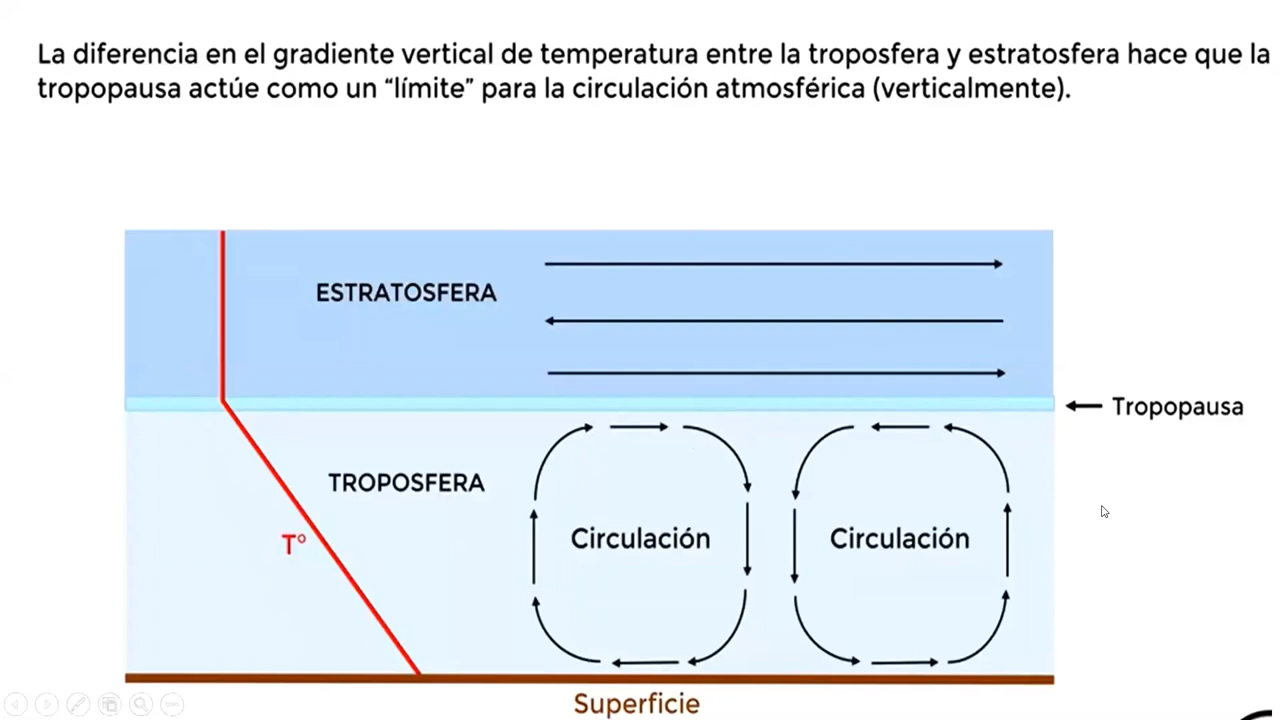 La diferencia en el gradiente vertical de temperatura entre la troposfera y estratosfera hace que la
tropopausa actúe como un “límite” para la circulación atmosférica (verticalmente).
ESTRATOSFERA
Tropopausa
TROPOSFERA
T°
Circulación
Circulación
Superficie